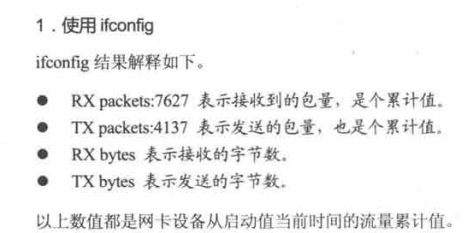 1．使用 ifconfig
ifconfig 结果解释如下。
● RX packets:7627 表示接收到的包量，是个累计值。
● TX packets:4137 表示发送的包量，也是个累计值。
● RX bytes 表示接收的字节数。
● TX bytes 表示发送的字节数。
以上数值都是网卡设备从启动值当前时间的流量累计值。